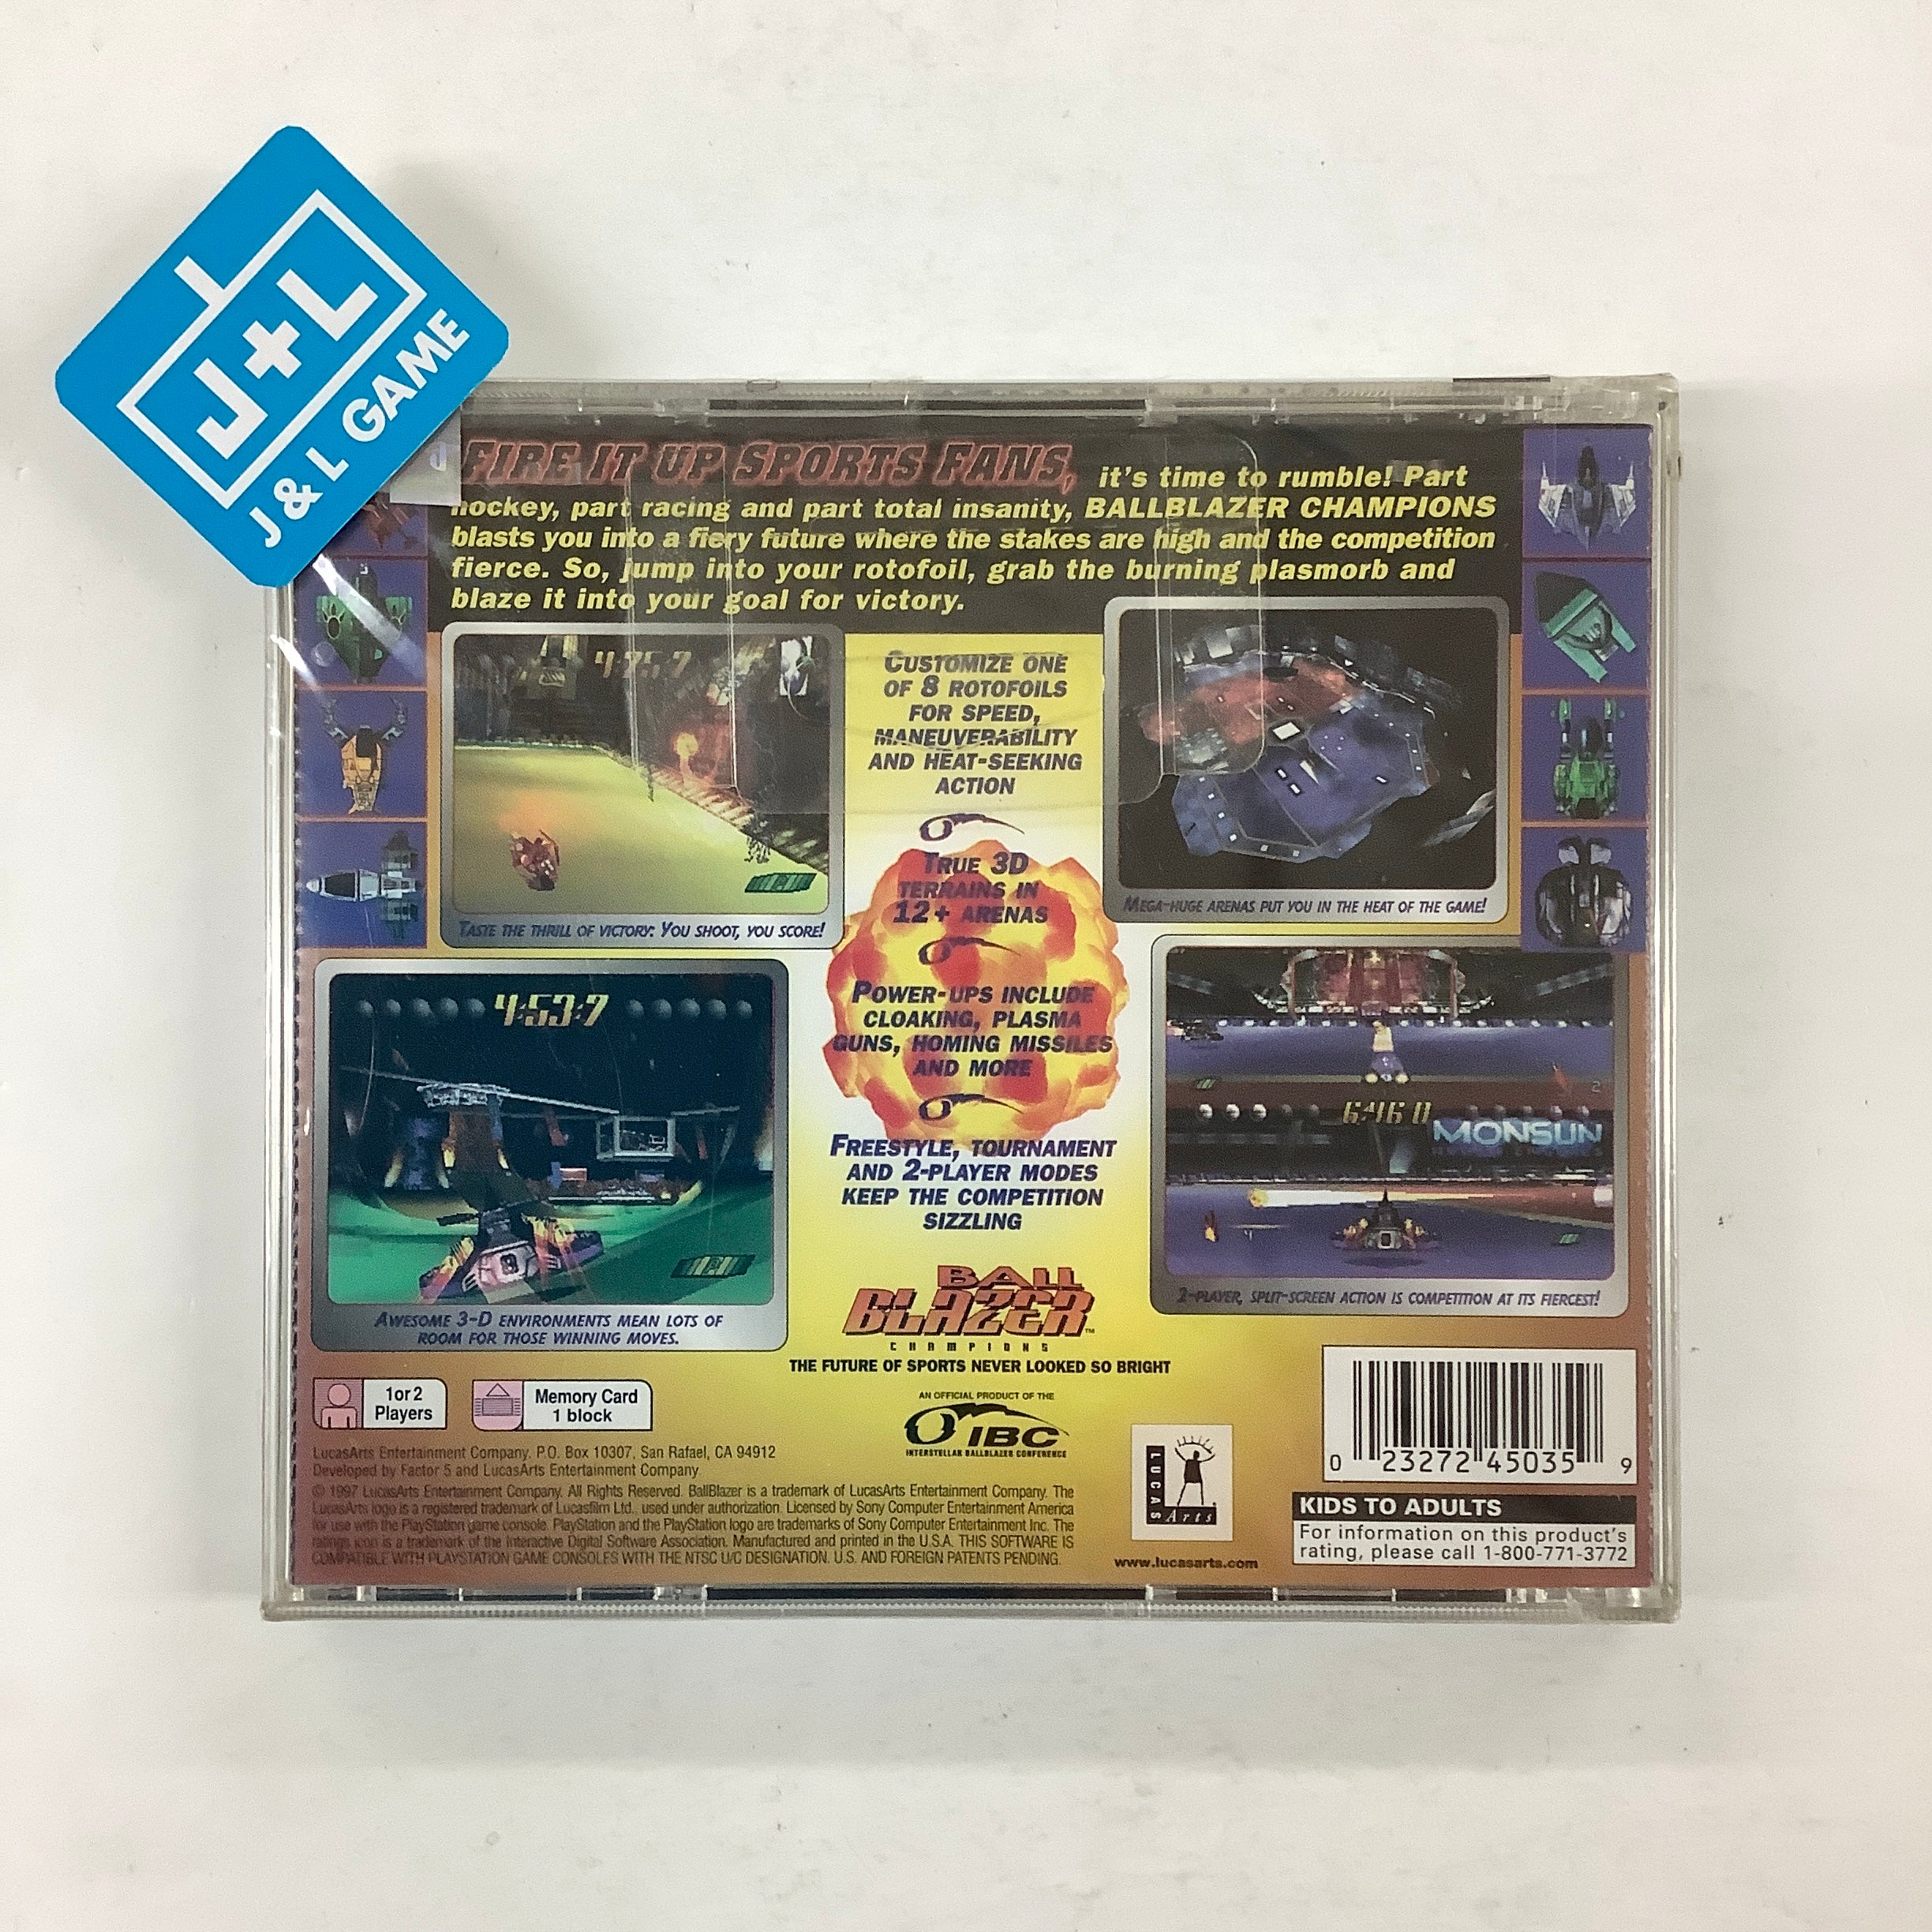 J+L
J & L GAME
FIRE IT UP SPORTS FANS, it's time to rumble! Part
hockey, part racing and part total insanity, BALLBLAZER CHAMPIONS
blasts you into a fiery future where the stakes are high and the competition
fierce. So, jump into your rotofoil, grab the burning plasmorb and
blaze it into your goal for victory.
4:25:7
TASTE THE THRILL OF VICTORY: YOU SHOOT, YOU SCORE!
CUSTOMIZE ONE
OF 8 ROTOFOILS
FOR SPEED,
MANEUVERABILITY
AND HEAT-SEEKING
ACTION
TRUE 3D
TERRAINS IN
12+ ARENAS
POWER-UPS INCLUDE
CLOAKING, PLASMA
GUNS, HOMING MISSILES
AND MORE
FREESTYLE, TOURNAMENT
AND 2-PLAYER MODES
KEEP THE COMPETITION
SIZZLING
MEGA-HUGE ARENAS PUT YOU IN THE HEAT OF THE GAME!
4:53:7
AWESOME 3-D ENVIRONMENTS MEAN LOTS OF
ROOM FOR THOSE WINNING MOVES.
2
6:46:0
MONSUN
2-PLAYER, SPLIT-SCREEN ACTION IS COMPETITION AT ITS FIERCEST!
BALL
BLAZER™
CHAMPIONS
THE FUTURE OF SPORTS NEVER LOOKED SO BRIGHT
AN OFFICIAL PRODUCT OF THE
IBC
INTERSTELLAR BALLBLAZER CONFERENCE
1 or 2
Players
Memory Card
1 block
LucasArts Entertainment Company. P.O. Box 10307, San Rafael, CA 94912
Developed by Factor 5 and LucasArts Entertainment Company.
© 1997 LucasArts Entertainment Company. All Rights Reserved. BallBlazer is a trademark of LucasArts Entertainment Company. The
LucasArts logo is a registered trademark of Lucasfilm Ltd., used under authorization. Licensed by Sony Computer Entertainment America
for use with the PlayStation game console. PlayStation and the PlayStation logo are trademarks of Sony Computer Entertainment Inc. The
ratings icon is a trademark of the Interactive Digital Software Association. Manufactured and printed in the U.S.A. THIS SOFTWARE IS
COMPATIBLE WITH PLAYSTATION GAME CONSOLES WITH THE NTSC U/C DESIGNATION. U.S. AND FOREIGN PATENTS PENDING.
LUCAS
Arts
www.lucasarts.com
0 23272 45035 9
KIDS TO ADULTS
For information on this product's
rating, please call 1-800-771-3772